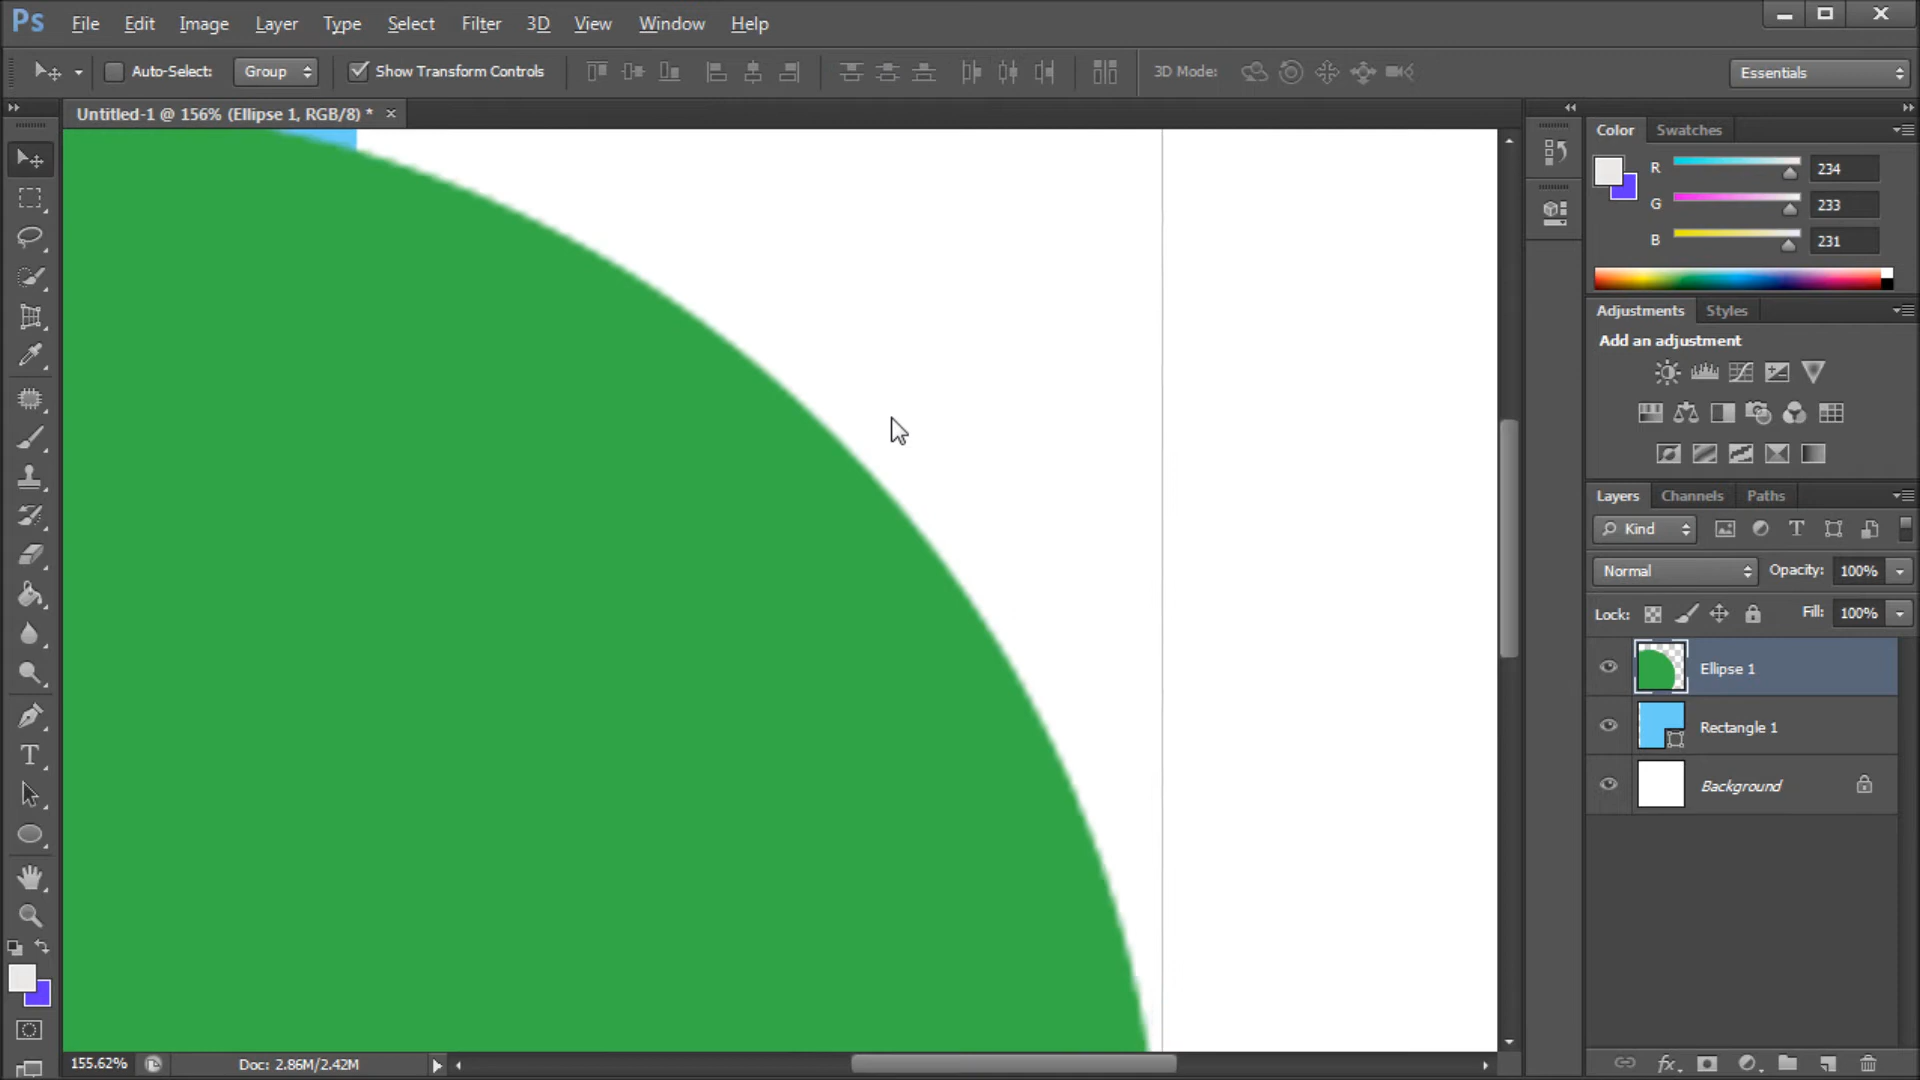 Ps File Edit Image Layer Type Select Filter 3D View Window Help
Auto-Select: Group Show Transform Controls 3D Mode: Essentials
Untitled-1 @ 156% (Ellipse 1, RGB/8) * ×
Color Swatches
R 234
G 233
B 231
Adjustments Styles
Add an adjustment
Layers Channels Paths
Kind T
Normal Opacity: 100%
Lock: Fill: 100%
Ellipse 1
Rectangle 1
Background
T
155.62% Doc: 2.86M/2.42M
fx